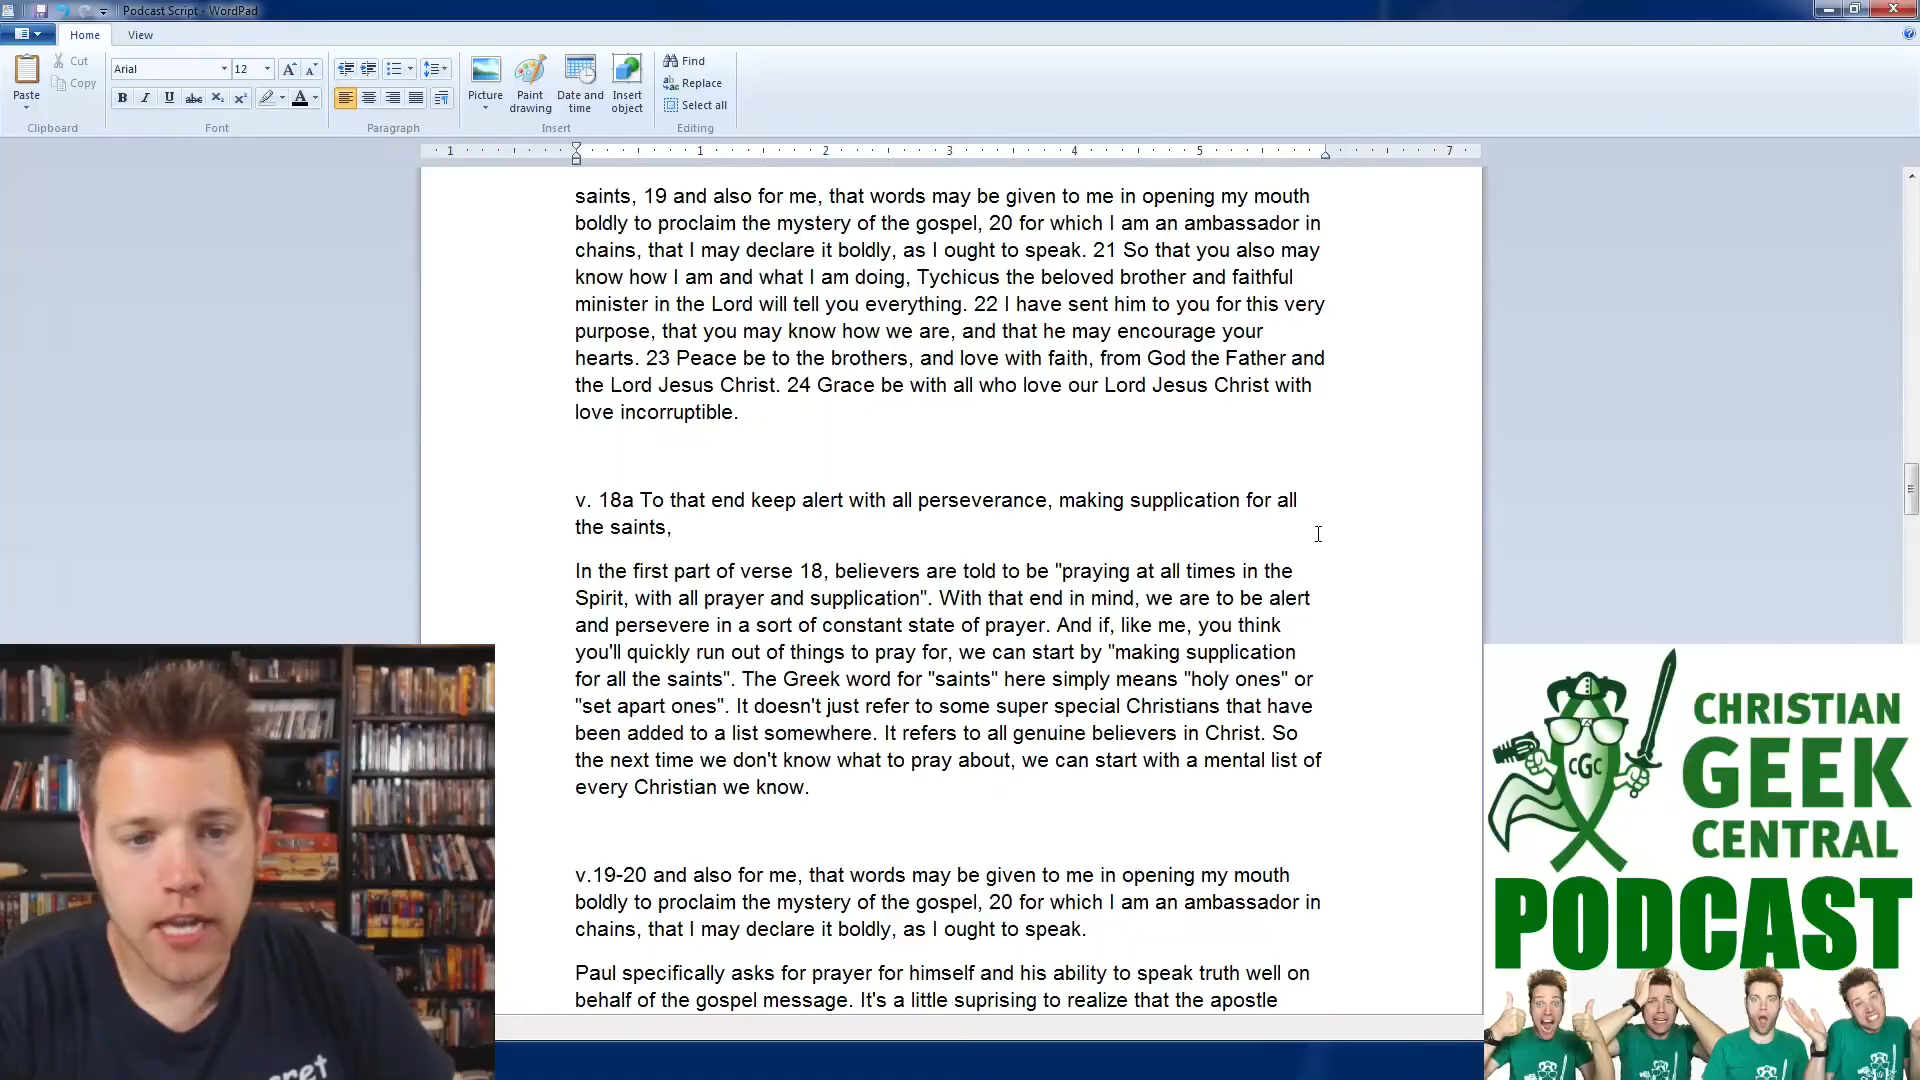 Podcast Script - WordPad
Home View
Cut
Copy
Paste
Clipboard
Arial 12
Font
Paragraph
Picture
Paint drawing
Date and time
Insert object
Insert
Find
Replace
Select all
Editing
1 1 2 3 4 5 7
saints, 19 and also for me, that words may be given to me in opening my mouth
boldly to proclaim the mystery of the gospel, 20 for which I am an ambassador in
chains, that I may declare it boldly, as I ought to speak. 21 So that you also may
know how I am and what I am doing, Tychicus the beloved brother and faithful
minister in the Lord will tell you everything. 22 I have sent him to you for this very
purpose, that you may know how we are, and that he may encourage your
hearts. 23 Peace be to the brothers, and love with faith, from God the Father and
the Lord Jesus Christ. 24 Grace be with all who love our Lord Jesus Christ with
love incorruptible.
v. 18a To that end keep alert with all perseverance, making supplication for all
the saints,
In the first part of verse 18, believers are told to be "praying at all times in the
Spirit, with all prayer and supplication". With that end in mind, we are to be alert
and persevere in a sort of constant state of prayer. And if, like me, you think
you'll quickly run out of things to pray for, we can start by "making supplication
for all the saints". The Greek word for "saints" here simply means "holy ones" or
"set apart ones". It doesn't just refer to some super special Christians that have
been added to a list somewhere. It refers to all genuine believers in Christ. So
the next time we don't know what to pray about, we can start with a mental list of
every Christian we know.
v.19-20 and also for me, that words may be given to me in opening my mouth
boldly to proclaim the mystery of the gospel, 20 for which I am an ambassador in
chains, that I may declare it boldly, as I ought to speak.
Paul specifically asks for prayer for himself and his ability to speak truth well on
behalf of the gospel message. It's a little suprising to realize that the apostle
CGC
CHRISTIAN
GEEK
CENTRAL
PODCAST